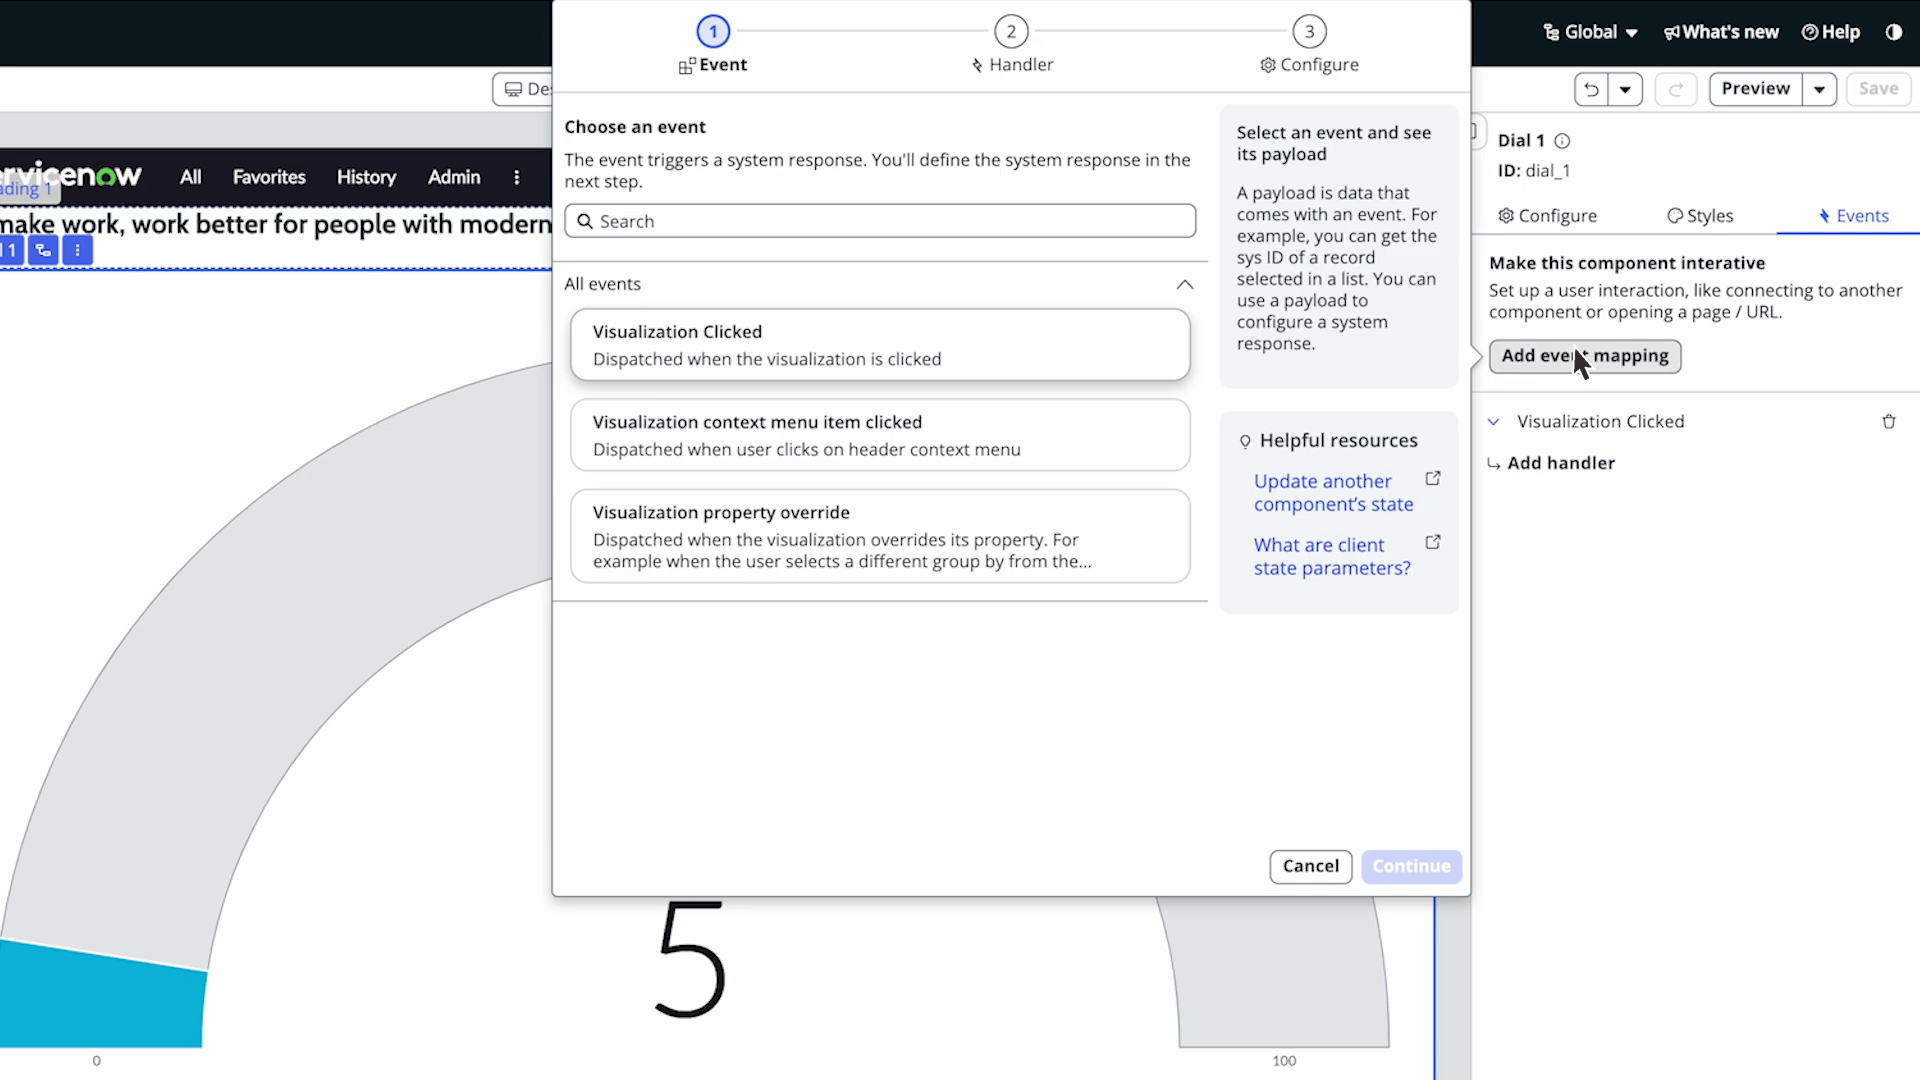 1
2
3
Event
Handler
Configure
Global
What's new
Help
Preview
Save
Choose an event
The event triggers a system response. You'll define the system response in the
next step.
Search
All events
Visualization Clicked
Dispatched when the visualization is clicked
Visualization context menu item clicked
Dispatched when user clicks on header context menu
Visualization property override
Dispatched when the visualization overrides its property. For
example when the user selects a different group by from the...
Select an event and see
its payload
A payload is data that
comes with an event. For
example, you can get the
sys ID of a record
selected in a list. You can
use a payload to
configure a system
response.
Helpful resources
Update another
component's state
What are client
state parameters?
Cancel
Continue
Dial 1
ID: dial_1
Configure
Styles
Events
Make this component interative
Set up a user interaction, like connecting to another
component or opening a page / URL.
Add event mapping
Visualization Clicked
Add handler
All
Favorites
History
Admin
make work, work better for people with modern
5
0
100